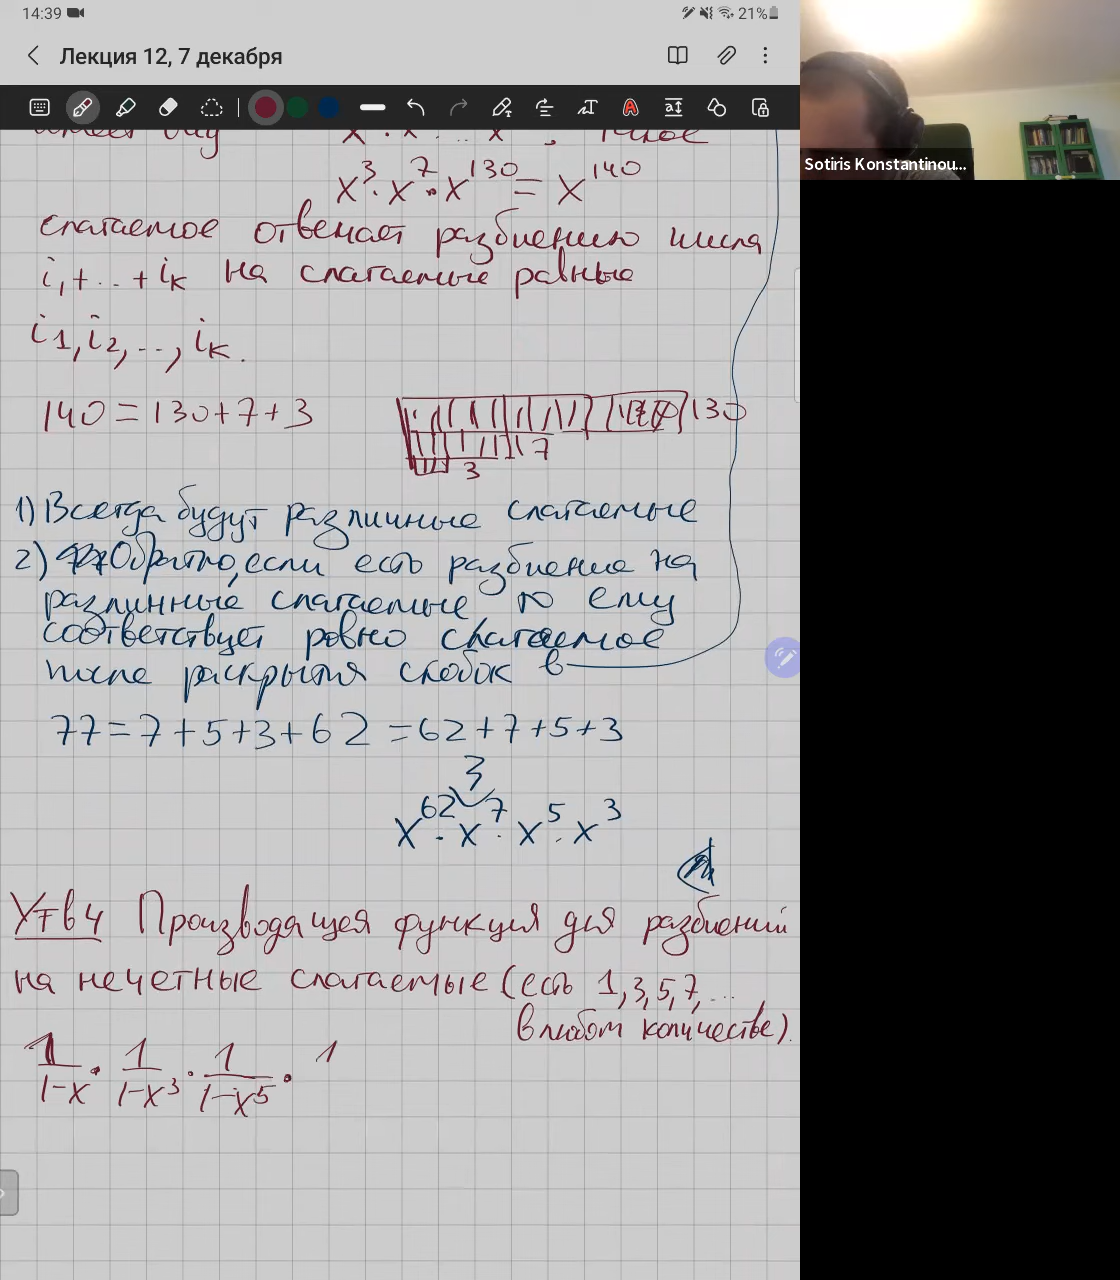 14:39
21%
Лекция 12, 7 декабря
Sotiris Konstantinou...
x³·x⁷·x¹³⁰ = x¹⁴⁰
слагаемое отвечает разбиению числа
i₁+...+iₖ на слагаемые равные
i₁, i₂, ..., iₖ.
140 = 130+7+3
130
7
3
1) Всегда будут различные слагаемые
2) Обратно, если есть разбиение на
различные слагаемые то ему
соответствует ровно слагаемое
после раскрытия скобок в
77 = 7+5+3+62 = 62+7+5+3
3
x⁶²·x⁷·x⁵·x³
Утв 4 Производящая функция для разбиений
на нечетные слагаемые (есть 1,3,5,7,...
в любом количестве).
1/(1-x) · 1/(1-x³) · 1/(1-x⁵) · 1